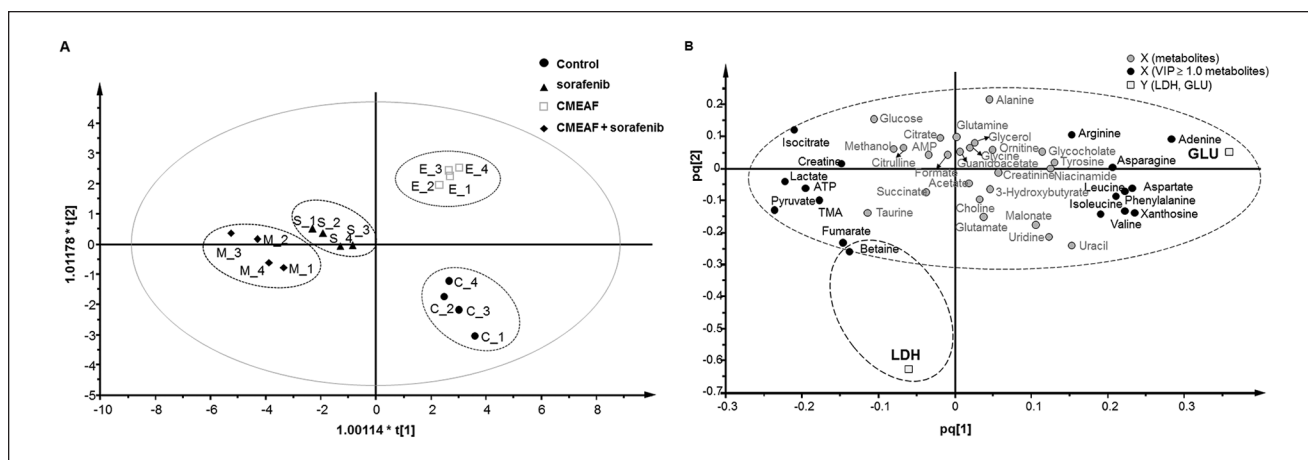 A
Control
sorafenib
CMEAF
CMEAF + sorafenib
4
3
2
1
0
-1
-2
-3
-4
-5
1.01178 * t[2]
E_3
E_4
E_2
E_1
S_1
S_2
S_3
S_4
M_2
M_3
M_4
M_1
C_4
C_2
C_3
C_1
-10
-8
-6
-4
-2
0
2
4
6
8
1.00114 * t[1]
B
X (metabolites)
X (VIP ≥ 1.0 metabolites)
Y (LDH, GLU)
0.2
0.1
0
-0.1
-0.2
-0.3
-0.4
-0.5
-0.6
-0.7
pq[2]
Alanine
Glucose
Glutamine
Isocitrate
Citrate
Glycerol
Arginine
Adenine
Methanol
AMP
Ornitine
Glycocholate
GLU
Creatine
Citrulline
Glycine
Guanidoacetate
Tyrosine
Asparagine
Lactate
Formate
Creatinine
Niacinamide
ATP
Acetate
Leucine
Aspartate
Succinate
3-Hydroxybutyrate
Phenylalanine
Pyruvate
TMA
Choline
Isoleucine
Xanthosine
Taurine
Malonate
Valine
Fumarate
Glutamate
Uridine
Betaine
Uracil
LDH
-0.3
-0.2
-0.1
0
0.1
0.2
0.3
pq[1]